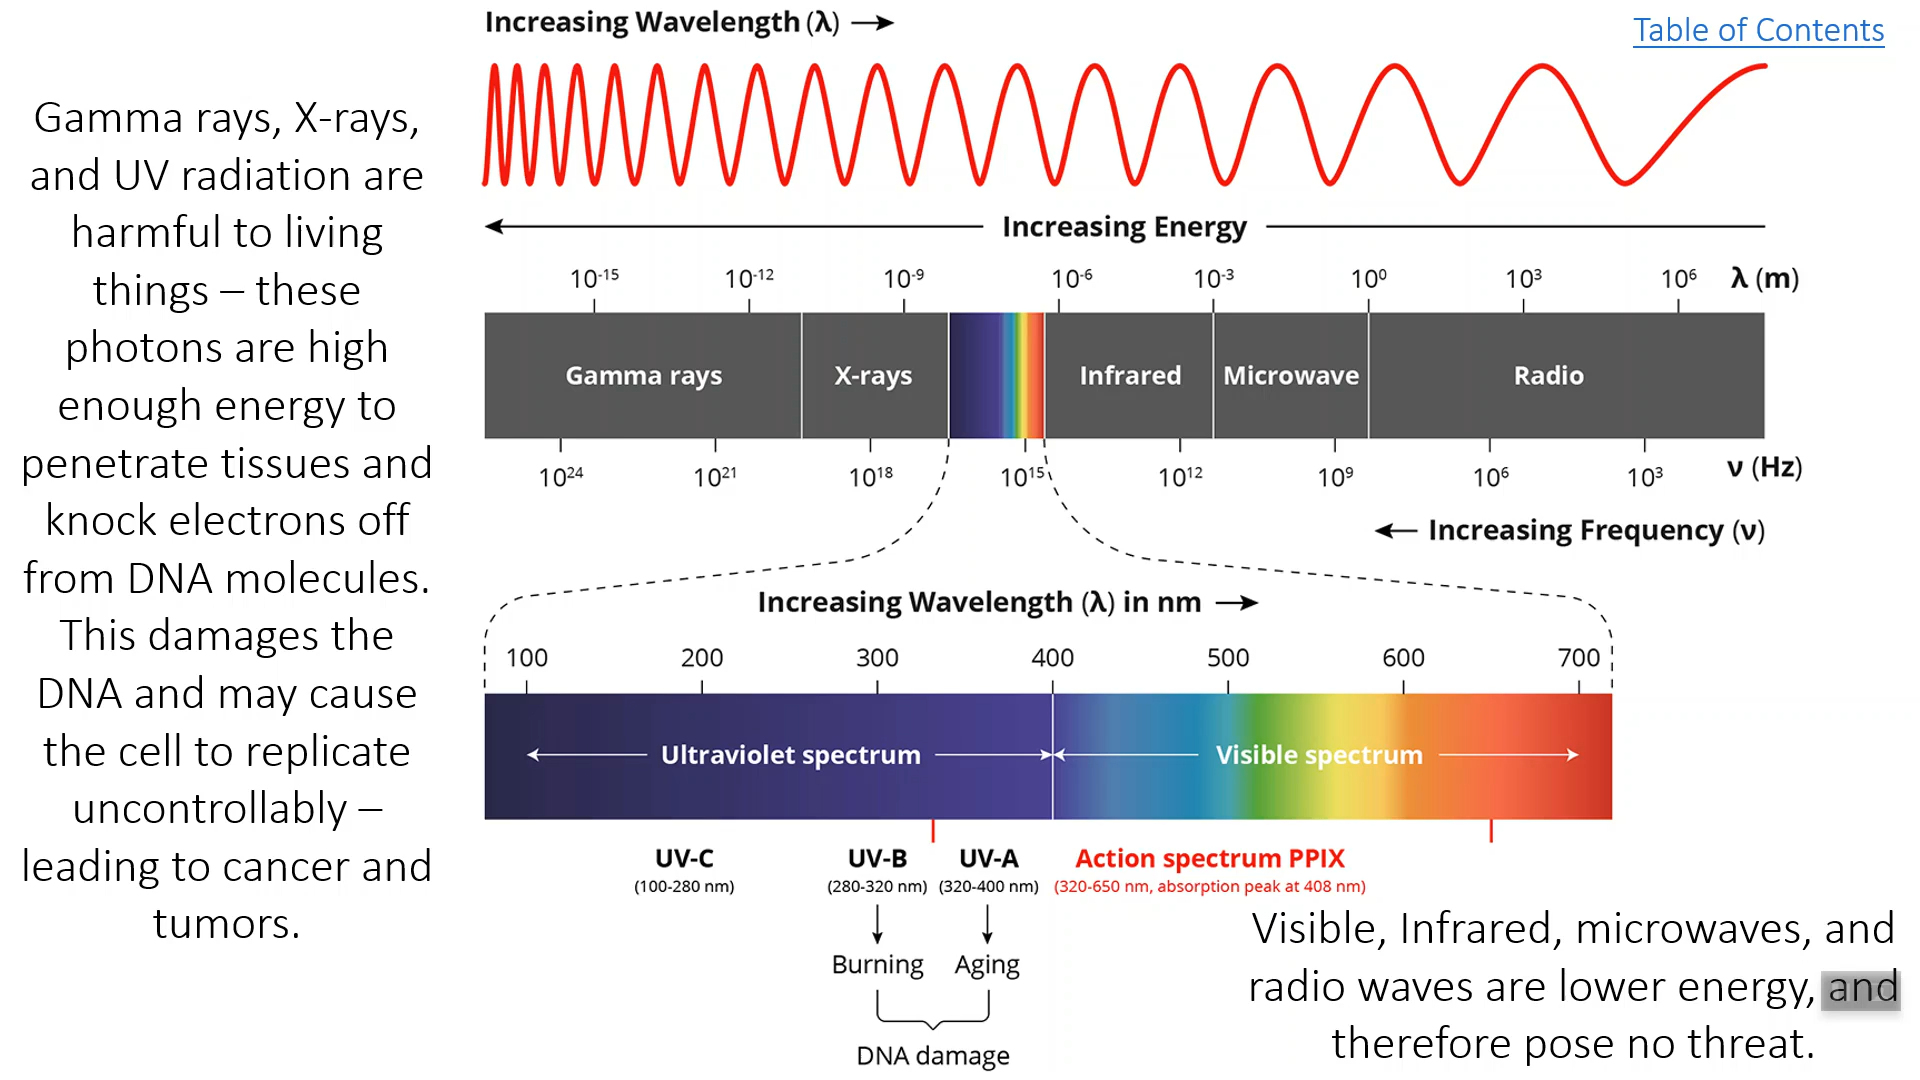 Increasing Wavelength (λ)
Table of Contents
Gamma rays, X-rays,
and UV radiation are
harmful to living
things – these
photons are high
enough energy to
penetrate tissues and
knock electrons off
from DNA molecules.
This damages the
DNA and may cause
the cell to replicate
uncontrollably –
leading to cancer and
tumors.
Increasing Energy
10⁻¹⁵ 10⁻¹² 10⁻⁹ 10⁻⁶ 10⁻³ 10⁰ 10³ 10⁶ λ (m)
Gamma rays X-rays Infrared Microwave Radio
10²⁴ 10²¹ 10¹⁸ 10¹⁵ 10¹² 10⁹ 10⁶ 10³ ν (Hz)
Increasing Frequency (ν)
Increasing Wavelength (λ) in nm
100 200 300 400 500 600 700
Ultraviolet spectrum Visible spectrum
UV-C UV-B UV-A Action spectrum PPIX
(100-280 nm) (280-320 nm) (320-400 nm) (320-650 nm, absorption peak at 408 nm)
Burning Aging
DNA damage
Visible, Infrared, microwaves, and
radio waves are lower energy, and
therefore pose no threat.